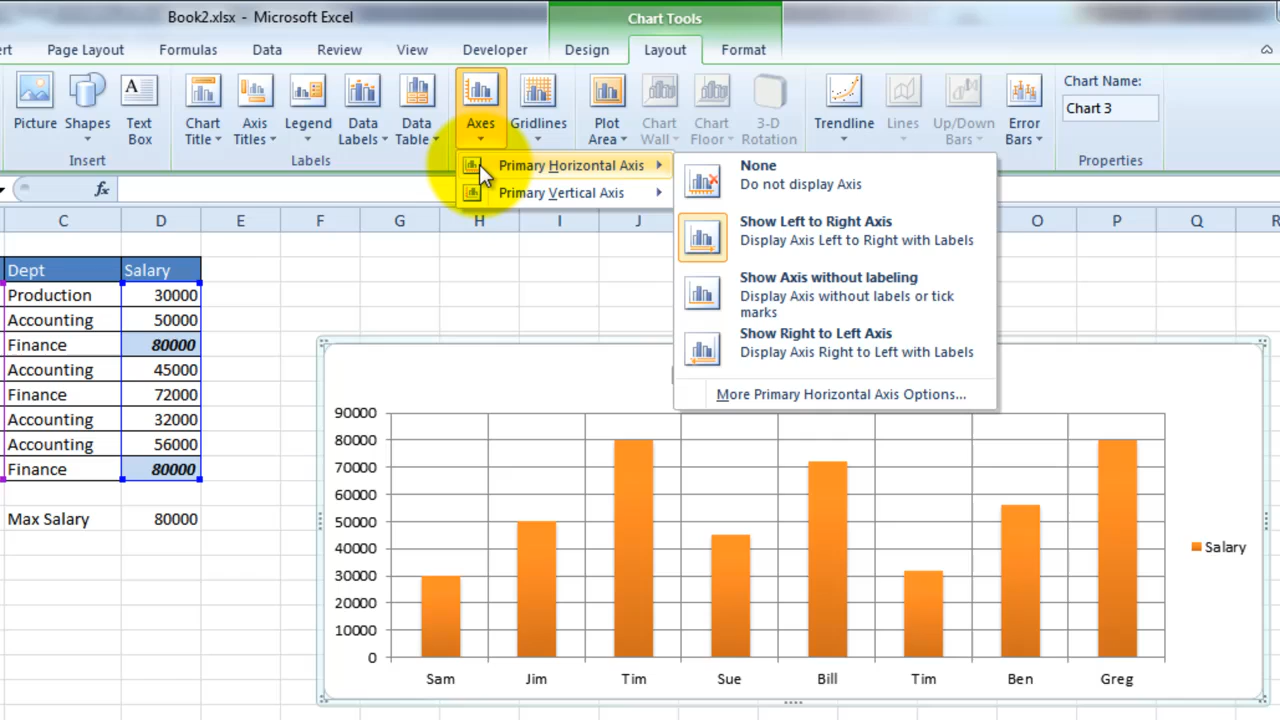 Book2.xlsx - Microsoft Excel
Chart Tools
Page Layout Formulas Data Review View Developer Design Layout Format
Picture Shapes Text Box
Chart Title Axis Titles Legend Data Labels Data Table
Axes Gridlines
Plot Area Chart Wall Chart Floor 3-D Rotation
Trendline Lines Up/Down Bars Error Bars
Chart Name:
Chart 3
Insert Labels Properties
Primary Horizontal Axis
Primary Vertical Axis
None
Do not display Axis
Show Left to Right Axis
Display Axis Left to Right with Labels
Show Axis without labeling
Display Axis without labels or tick
marks
Show Right to Left Axis
Display Axis Right to Left with Labels
More Primary Horizontal Axis Options...
fx
C D E F G H I J O P Q R
Dept Salary
Production 30000
Accounting 50000
Finance 80000
Accounting 45000
Finance 72000
Accounting 32000
Accounting 56000
Finance 80000
Max Salary 80000
90000
80000
70000
60000
50000
40000
30000
20000
10000
0
Sam Jim Tim Sue Bill Tim Ben Greg
Salary